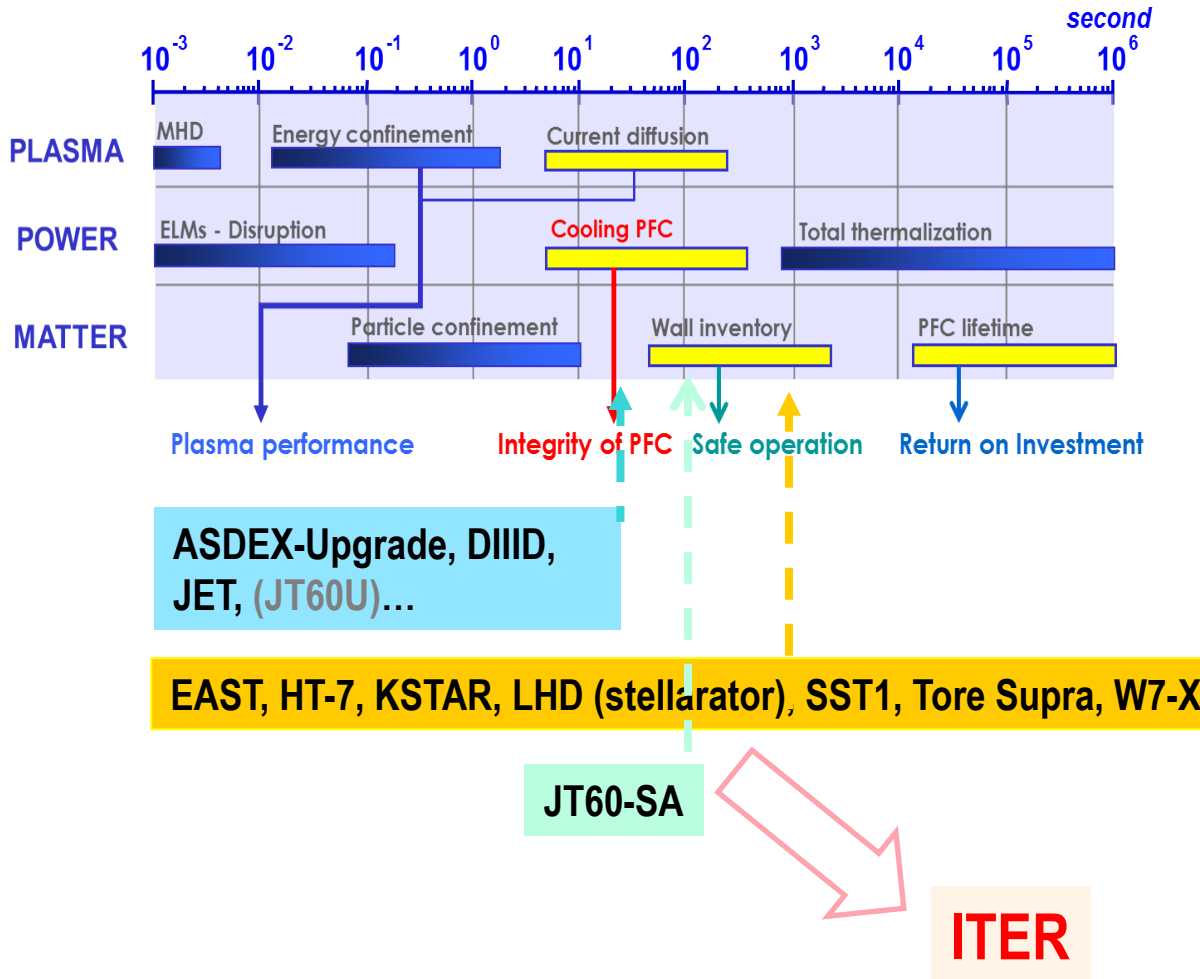 second
10^-3 10^-2 10^-1 10^0 10^1 10^2 10^3 10^4 10^5 10^6
PLASMA
MHD Energy confinement Current diffusion
POWER
ELMs - Disruption Cooling PFC Total thermalization
MATTER
Particle confinement Wall inventory PFC lifetime
Plasma performance Integrity of PFC Safe operation Return on Investment
ASDEX-Upgrade, DIIID,
JET, (JT60U)…
EAST, HT-7, KSTAR, LHD (stellarator), SST1, Tore Supra, W7-X
JT60-SA
ITER